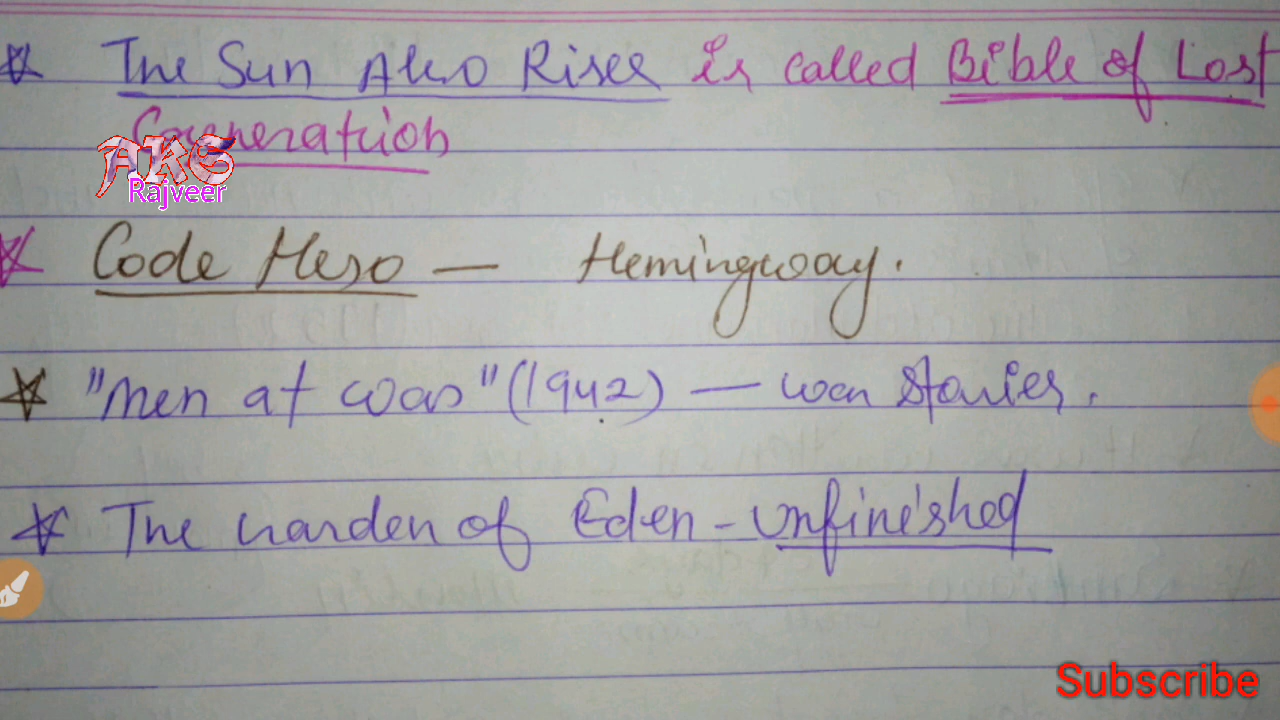 The Sun Also Rises is called Bible of Lost
Generation
AKG
Rajveer
Code Hero — Hemingway.
"Men at War" (1942) — war stories.
The Garden of Eden - Unfinished
Subscribe